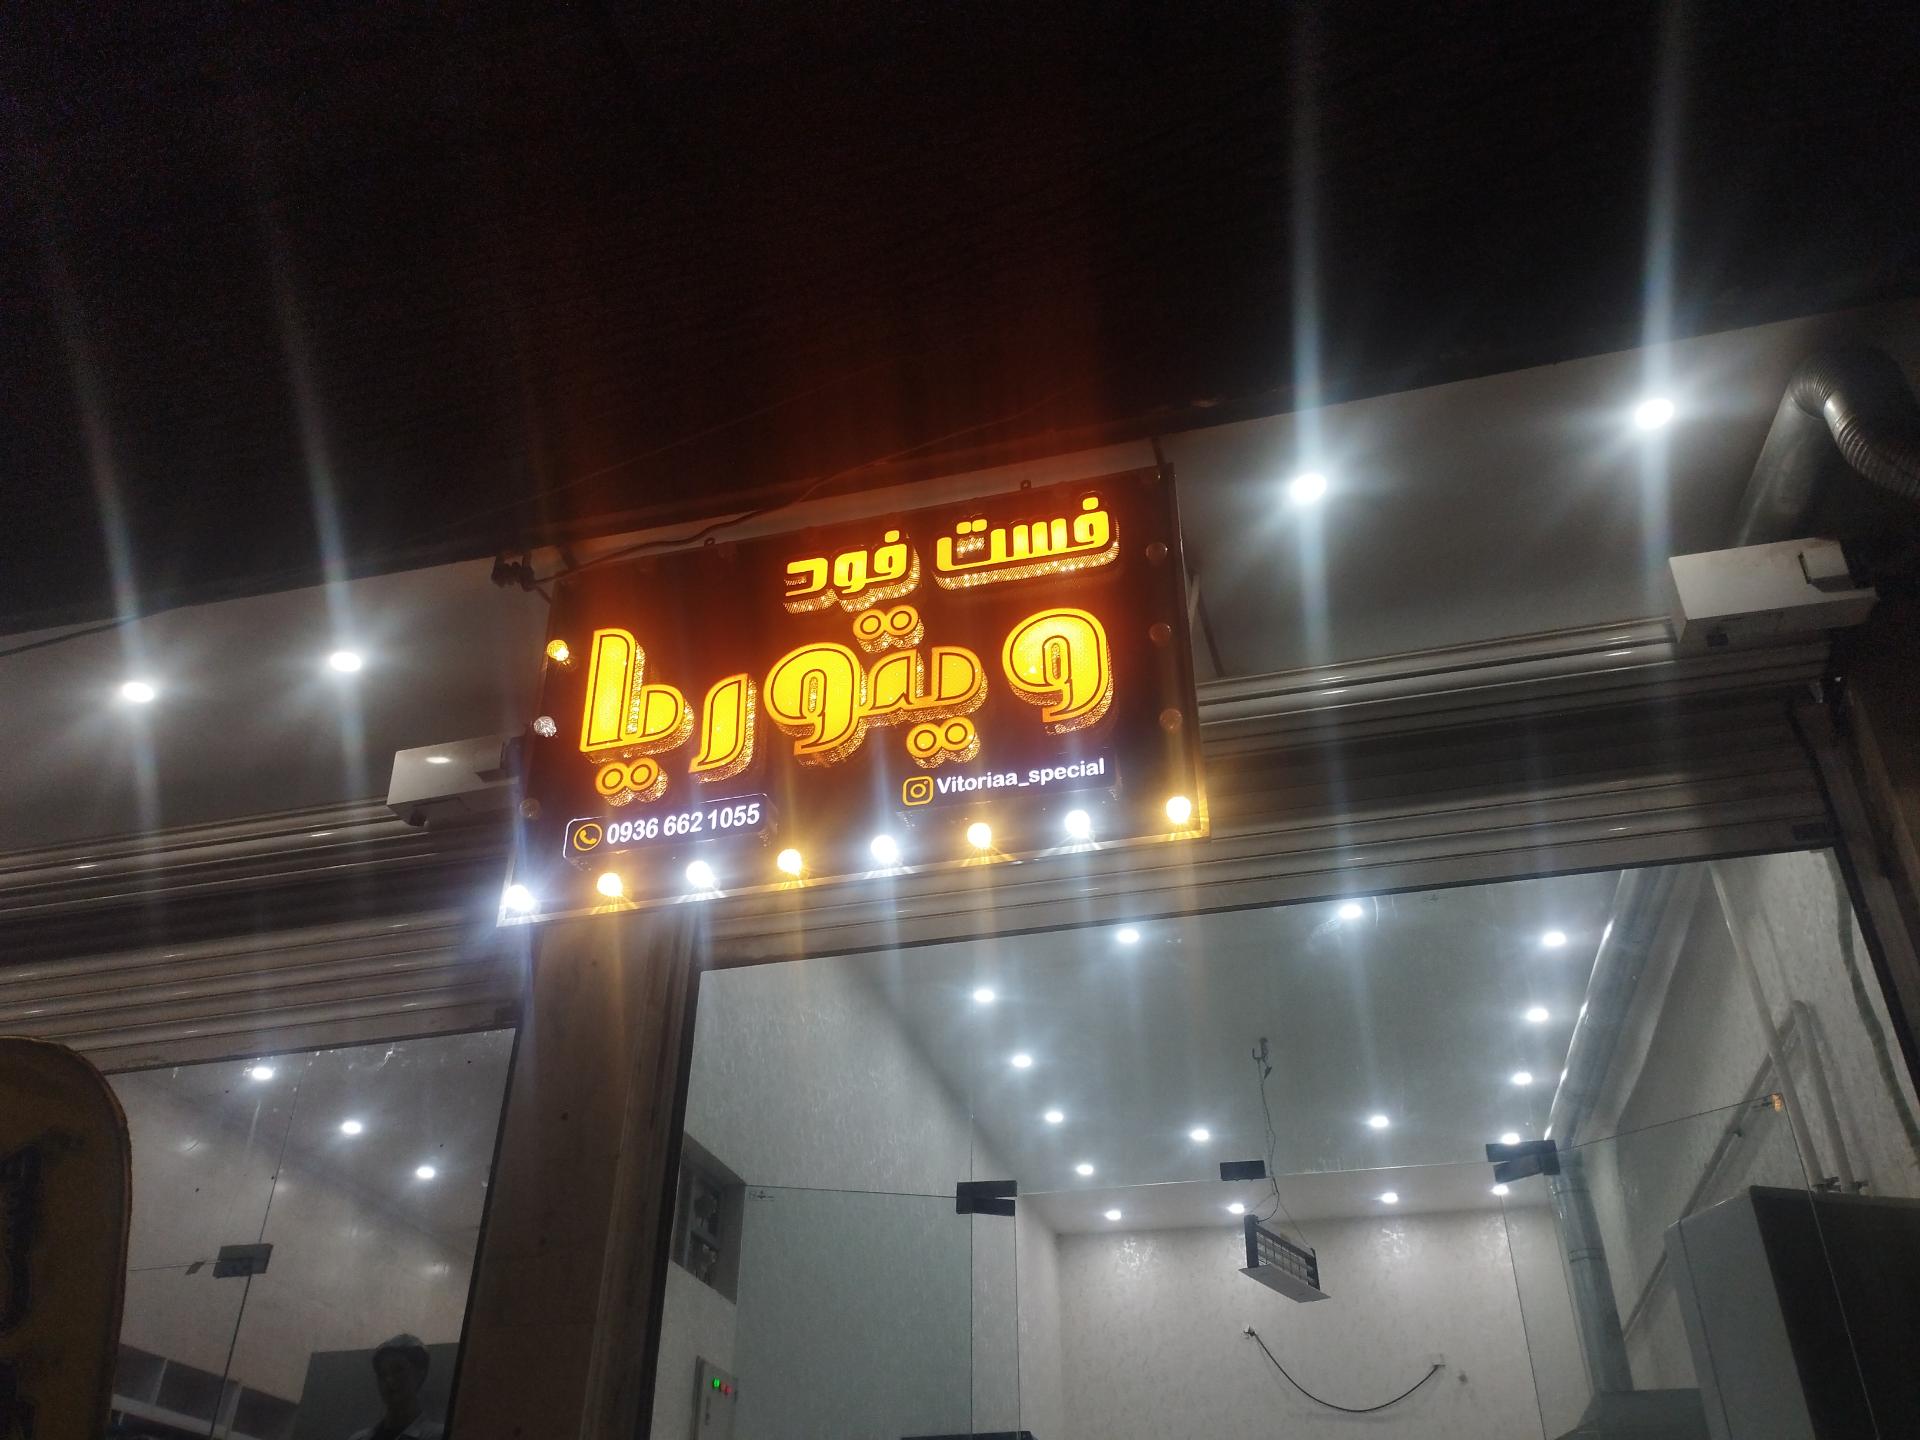 فست فود
ویتوریا
Vitoriaa_special
0936 662 1055